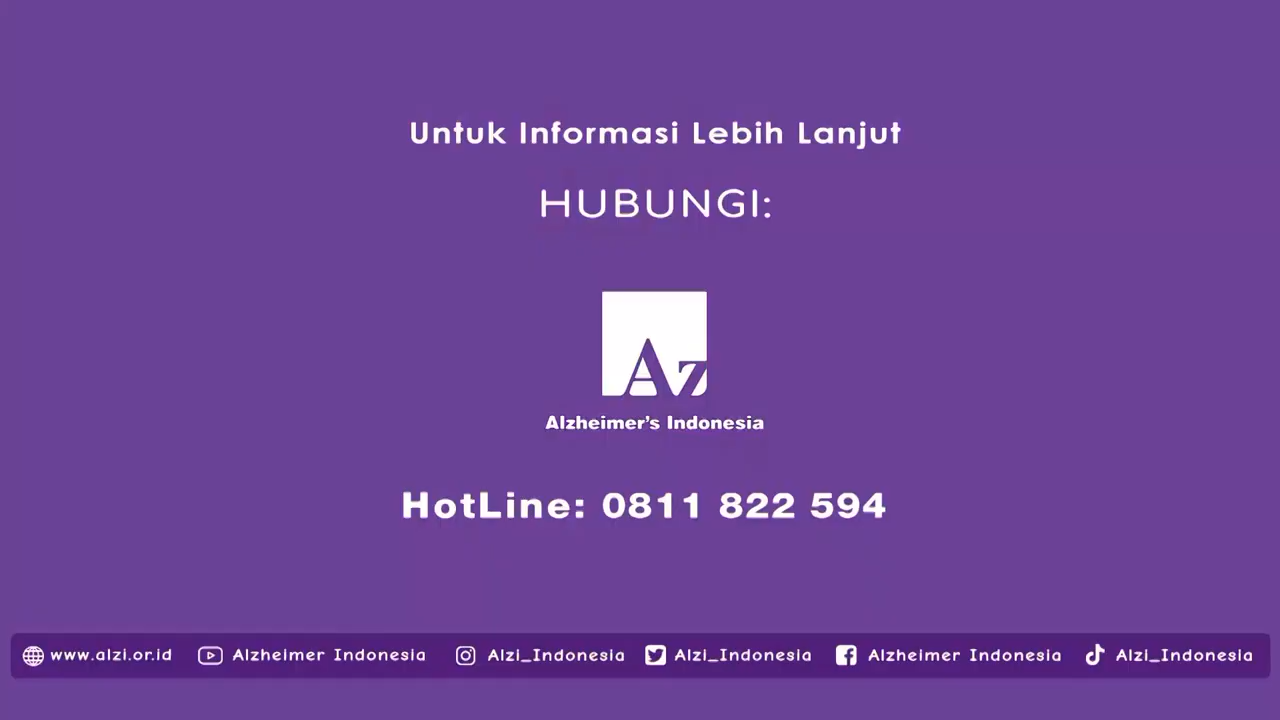 Untuk Informasi Lebih Lanjut
HUBUNGI:
Az
Alzheimer's Indonesia
HotLine: 0811 822 594
www.alzi.or.id Alzheimer Indonesia Alzi_Indonesia Alzi_Indonesia Alzheimer Indonesia Alzi_Indonesia